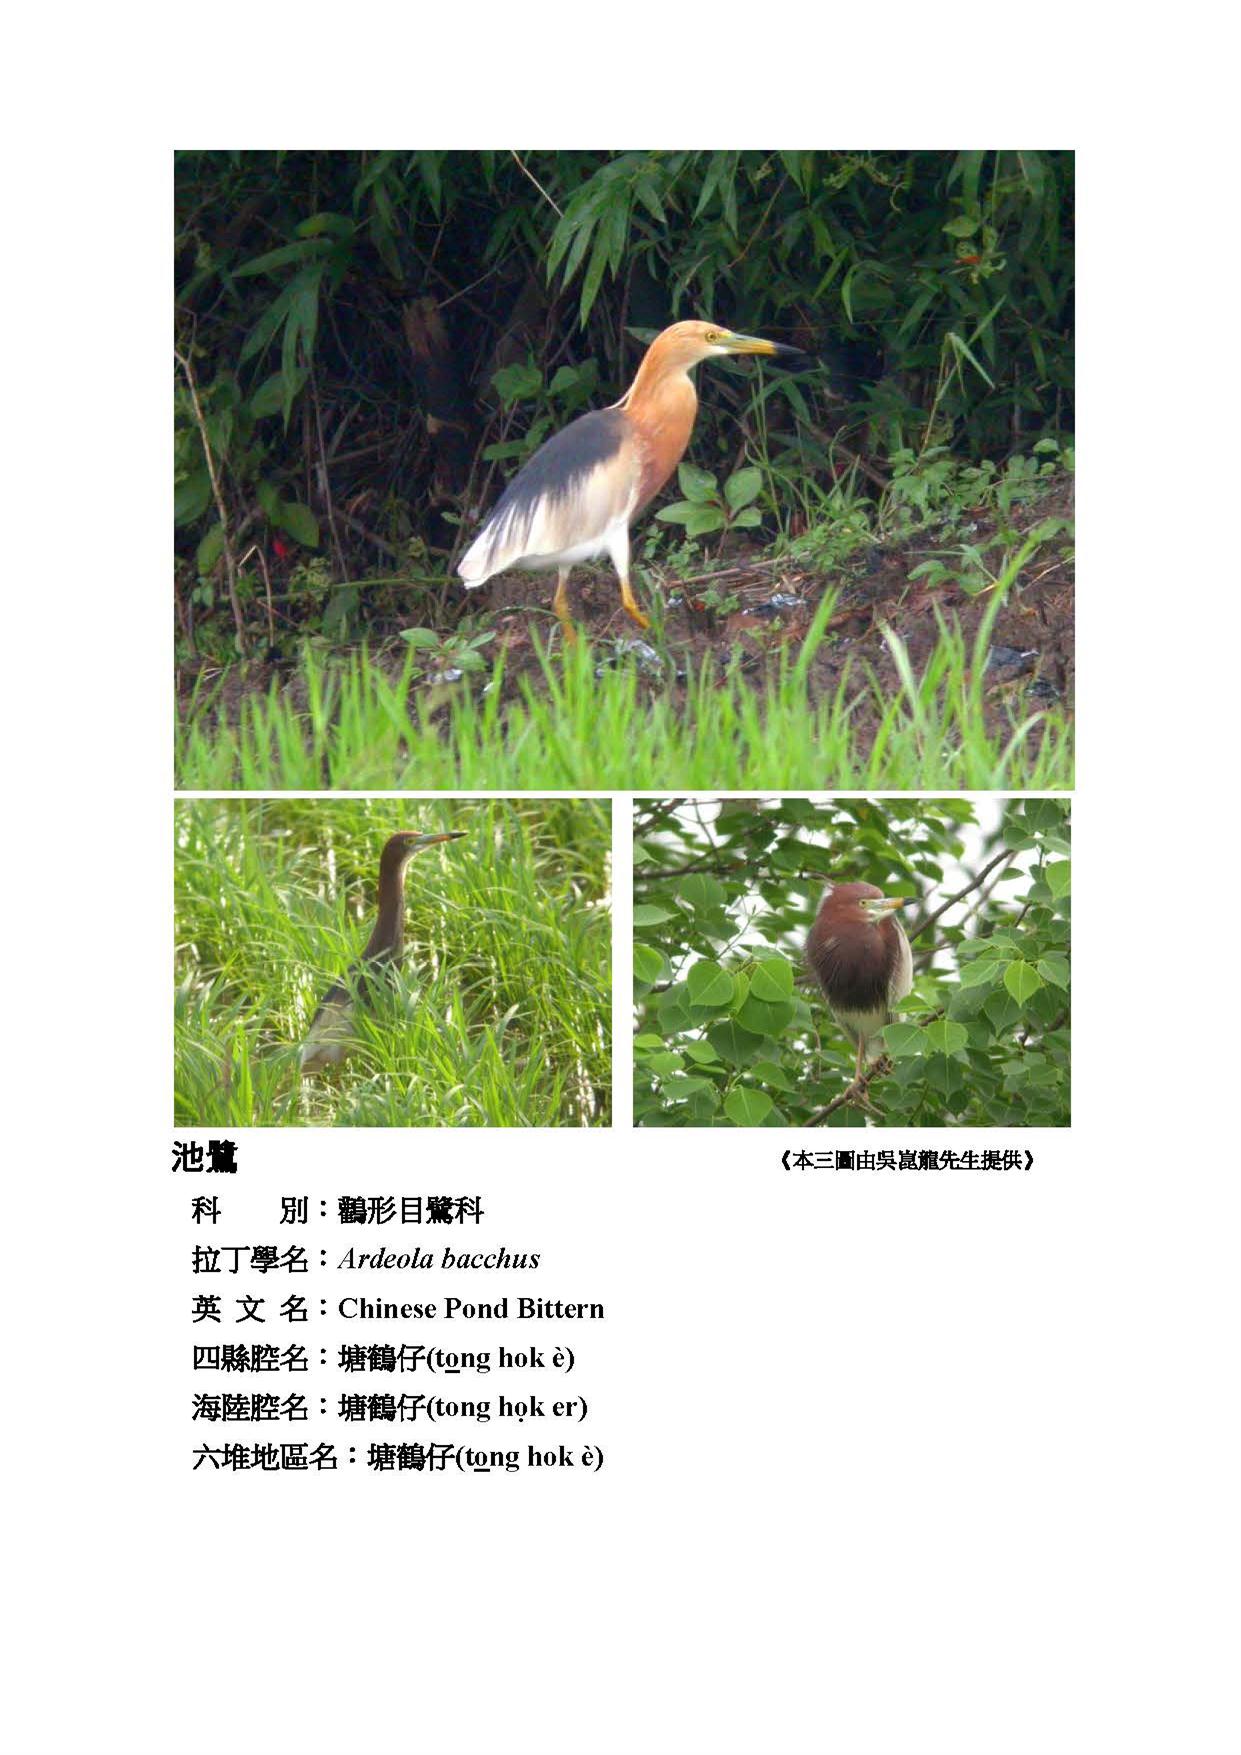 池鷺
《本三圖由吳崑龍先生提供》
科　　別：鸛形目鷺科
拉丁學名：Ardeola bacchus
英 文 名：Chinese Pond Bittern
四縣腔名：塘鶴仔(to̲ng hok è)
海陸腔名：塘鶴仔(tong họk er)
六堆地區名：塘鶴仔(to̲ng hok è)